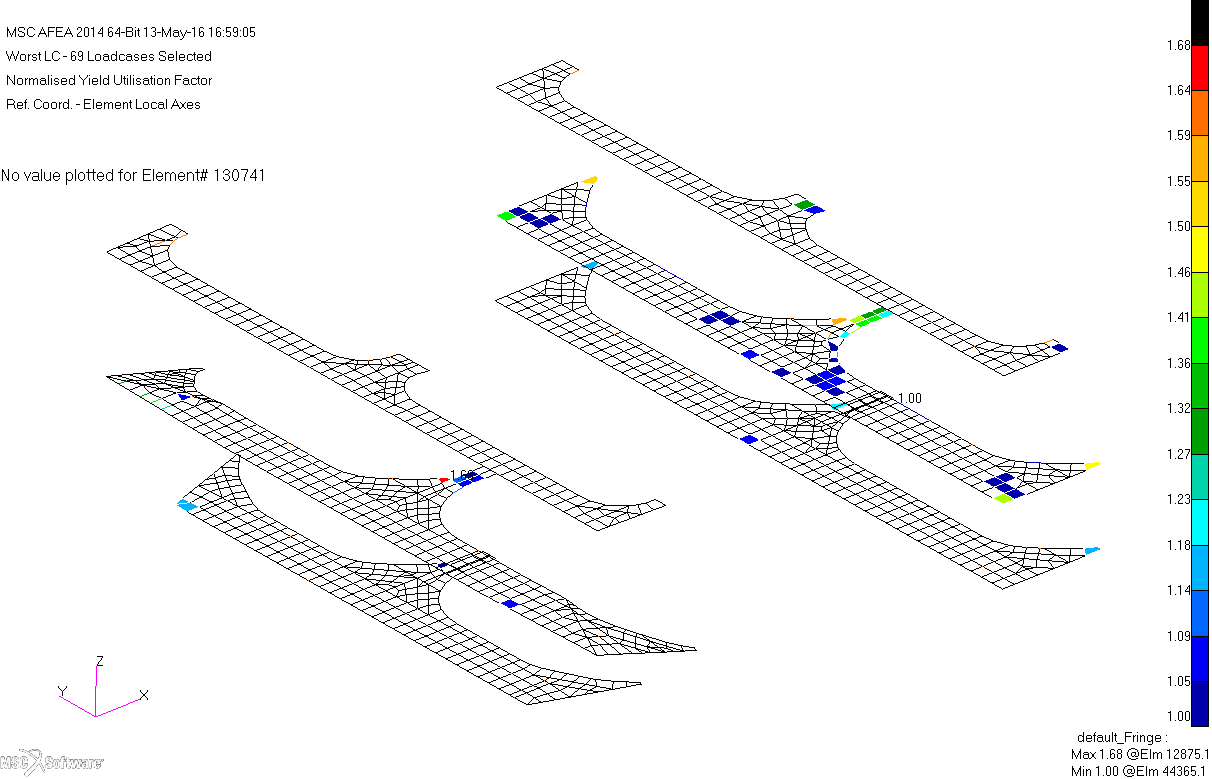 MSC AFEA 2014 64-Bit 13-May-16 16:59:05
Worst LC - 69 Loadcases Selected
Normalised Yield Utilisation Factor
Ref. Coord. - Element Local Axes
No value plotted for Element# 130741
1.68
1.64
1.59
1.55
1.50
1.46
1.41
1.36
1.32
1.27
1.23
1.18
1.14
1.09
1.05
1.00
1.00
1.68
Z
Y
X
default_Fringe :
Max 1.68 @Elm 12875.1
Min 1.00 @Elm 44365.1
MSC Software